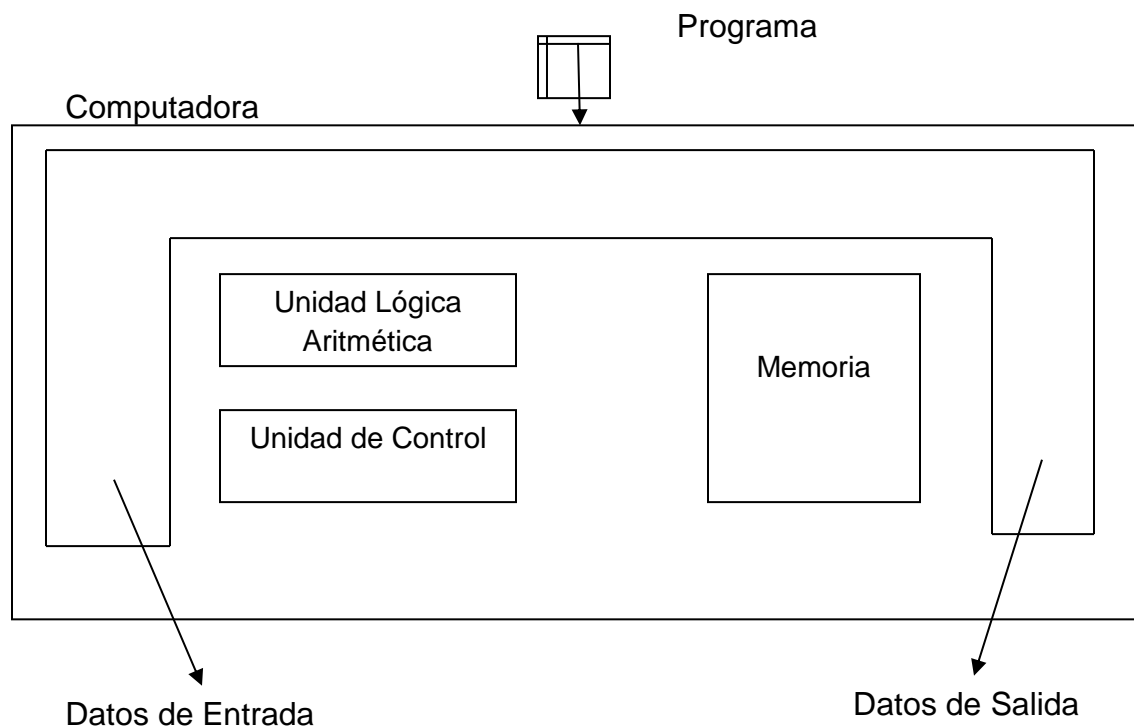 Programa
Computadora
Unidad Lógica
Aritmética
Memoria
Unidad de Control
Datos de Entrada
Datos de Salida